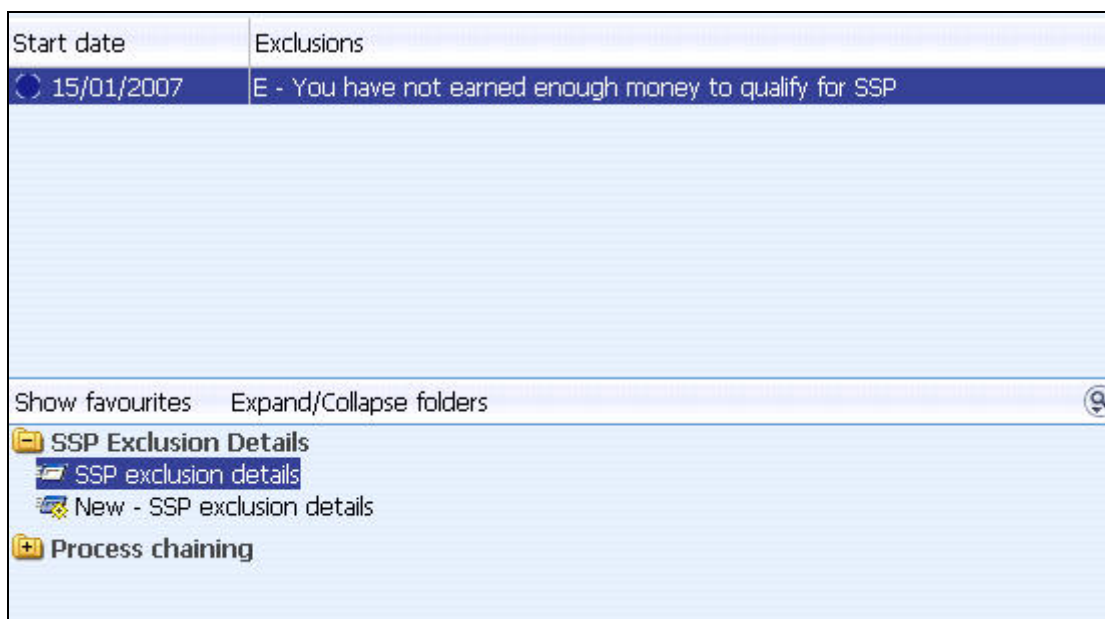 Start date Exclusions
15/01/2007 E - You have not earned enough money to qualify for SSP
Show favourites Expand/Collapse folders
SSP Exclusion Details
SSP exclusion details
New - SSP exclusion details
Process chaining